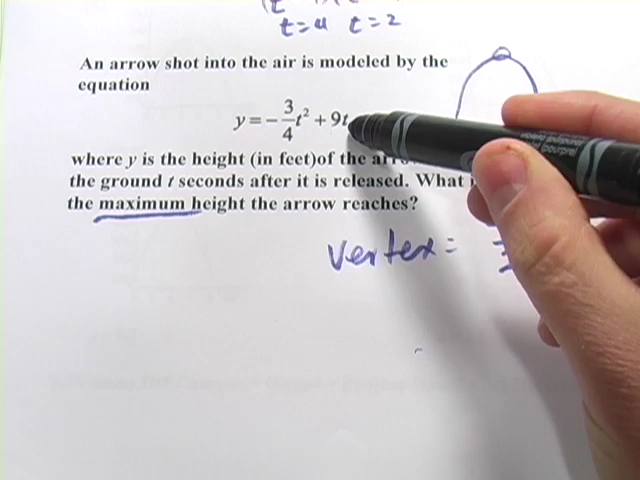 t=4 t=2
An arrow shot into the air is modeled by the
equation
y = -3/4 t² + 9t
where y is the height (in feet)of the
the ground t seconds after it is released. What
the maximum height the arrow reaches?
vertex =